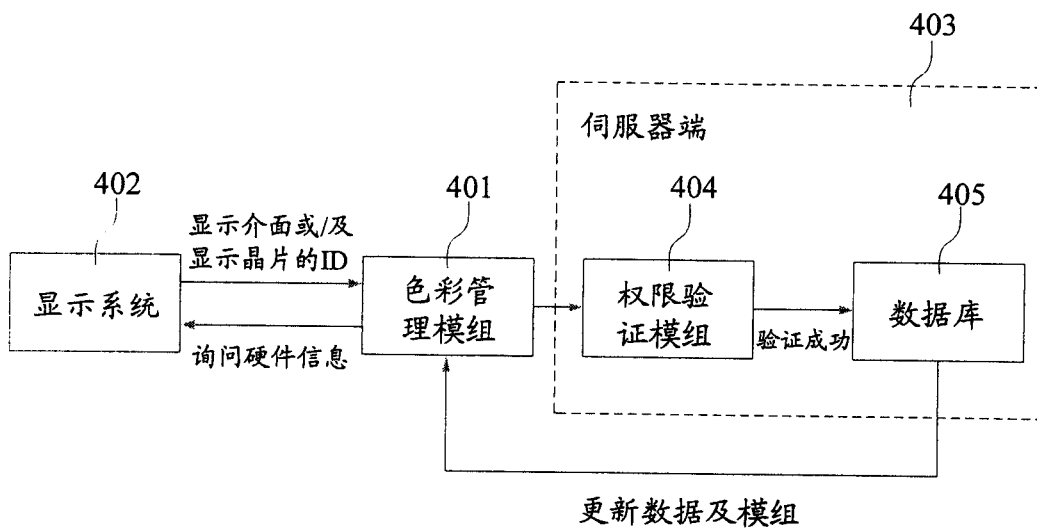 403
伺服器端
402
401
404
405
显示介面或/及
显示晶片的ID
显示系统
色彩管
理模组
权限验
证模组
数据库
验证成功
询问硬件信息
更新数据及模组